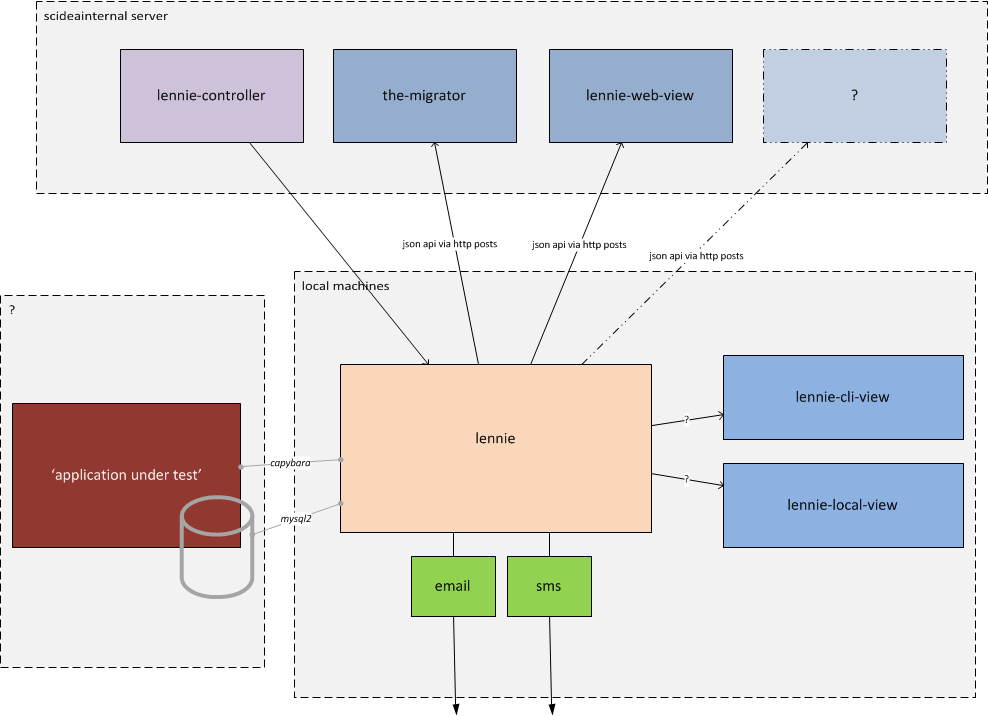 scideainternal server
lennie-controller
the-migrator
lennie-web-view
?
json api via http posts
json api via http posts
json api via http posts
local machines
?
lennie-cli-view
lennie
?
‘application under test’
capybara
?
lennie-local-view
mysql2
email
sms